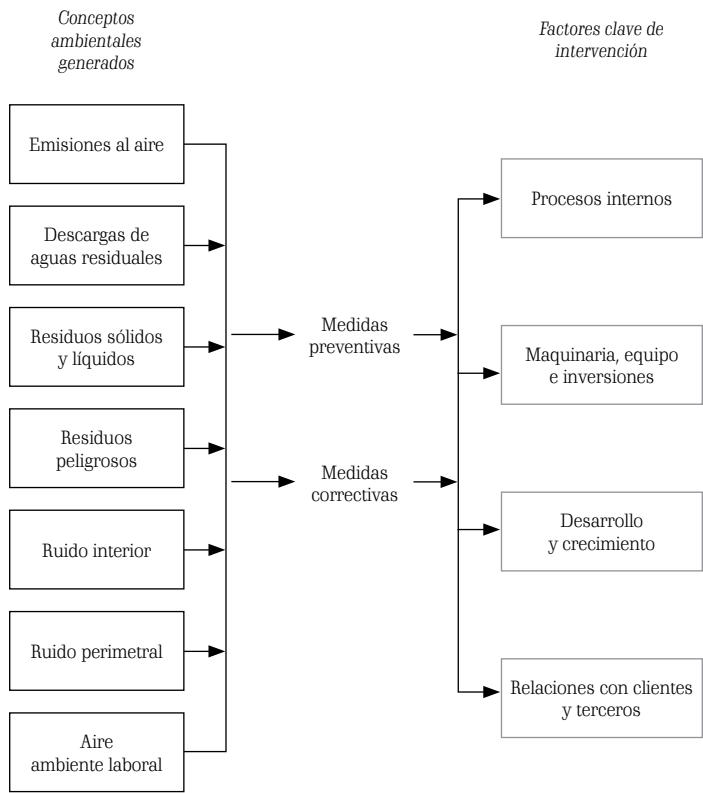 Conceptos
ambientales
generados
Emisiones al aire
Descargas de
aguas residuales
Residuos sólidos
y líquidos
Residuos
peligrosos
Ruido interior
Ruido perimetral
Aire
ambiente laboral
Medidas
preventivas
Medidas
correctivas
Factores clave de
intervención
Procesos internos
Maquinaria, equipo
e inversiones
Desarrollo
y crecimiento
Relaciones con clientes
y terceros